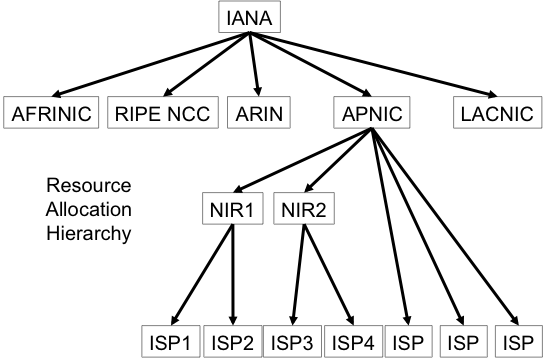 IANA
AFRINIC RIPE NCC ARIN APNIC LACNIC
Resource
Allocation
Hierarchy
NIR1 NIR2
ISP1 ISP2 ISP3 ISP4 ISP ISP ISP